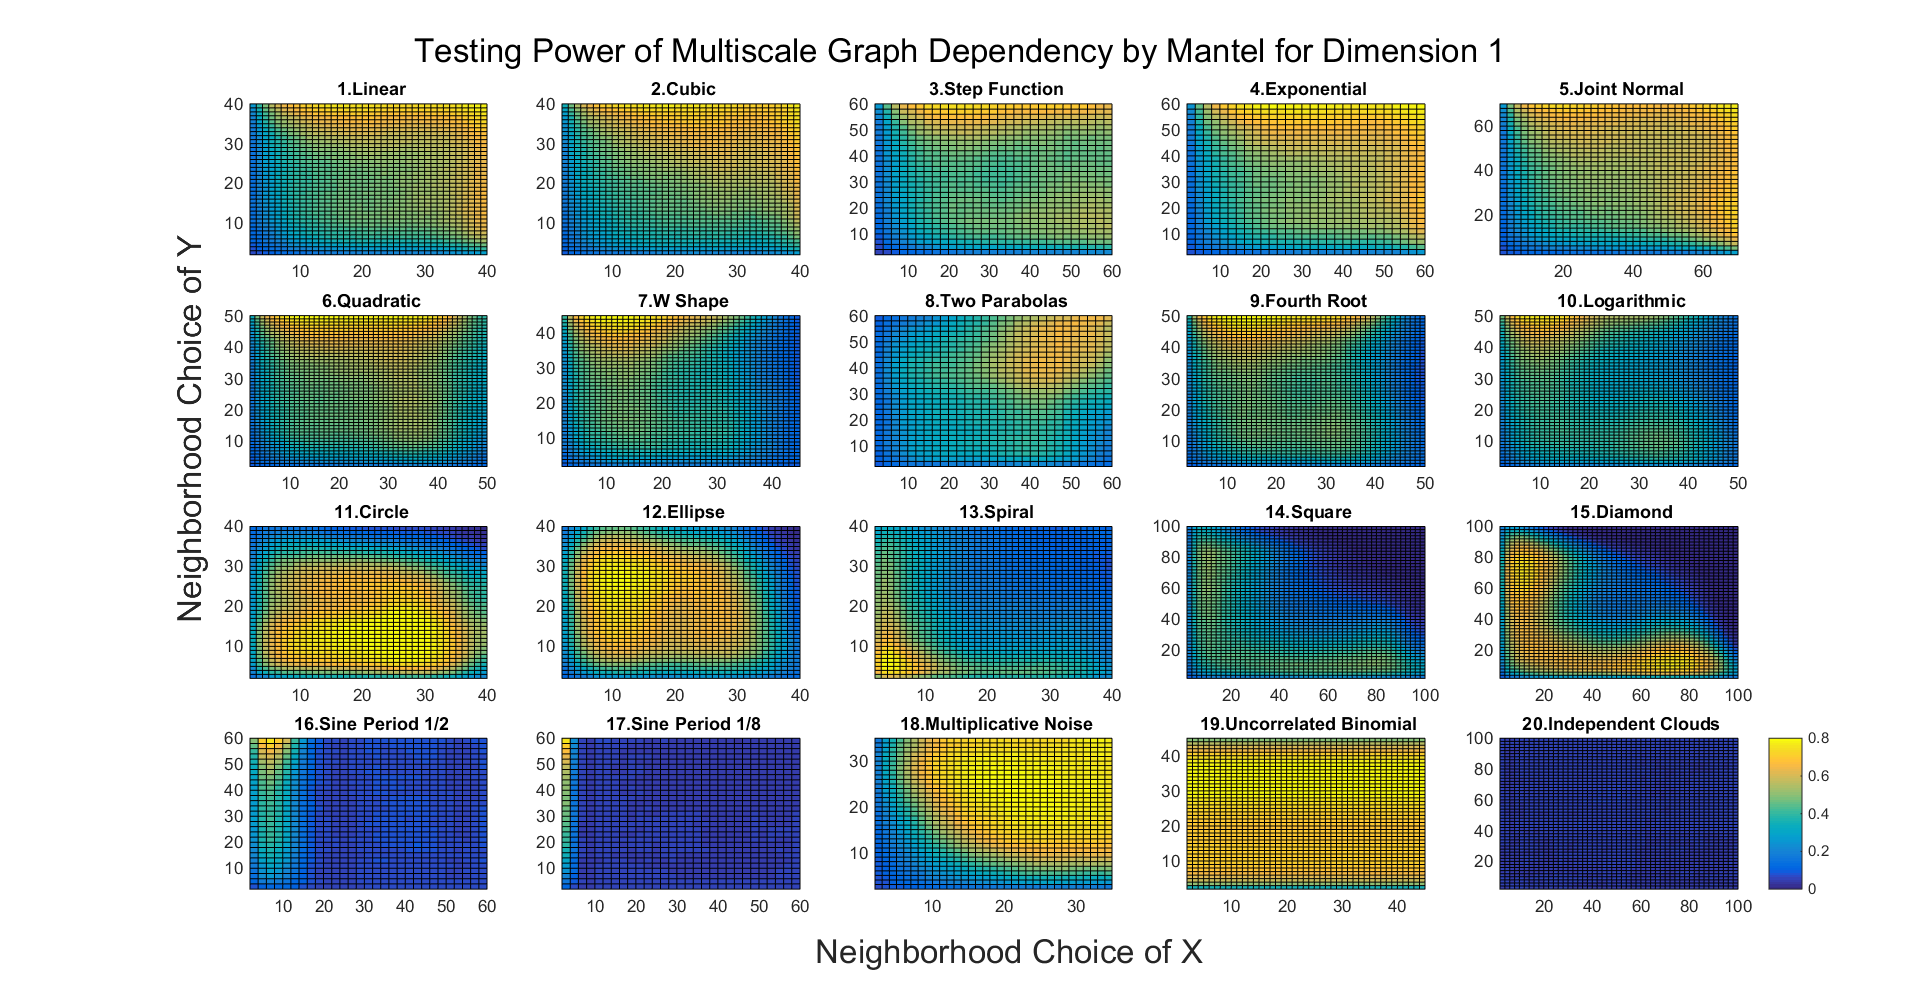 Testing Power of Multiscale Graph Dependency by Mantel for Dimension 1
1.Linear 2.Cubic 3.Step Function 4.Exponential 5.Joint Normal
40 30 20 10 40 30 20 10 60 50 40 30 20 10 60 50 40 30 20 10 60 40 20
10 20 30 40 10 20 30 40 10 20 30 40 50 60 10 20 30 40 50 60 20 40 60
6.Quadratic 7.W Shape 8.Two Parabolas 9.Fourth Root 10.Logarithmic
50 40 30 20 10 40 30 20 10 60 50 40 30 20 10 50 40 30 20 10 50 40 30 20 10
10 20 30 40 50 10 20 30 40 10 20 30 40 50 60 10 20 30 40 50 10 20 30 40 50
Neighborhood Choice of Y
11.Circle 12.Ellipse 13.Spiral 14.Square 15.Diamond
40 30 20 10 40 30 20 10 40 30 20 10 100 80 60 40 20 100 80 60 40 20
10 20 30 40 10 20 30 40 10 20 30 40 20 40 60 80 100 20 40 60 80 100
16.Sine Period 1/2 17.Sine Period 1/8 18.Multiplicative Noise 19.Uncorrelated Binomial 20.Independent Clouds
60 50 40 30 20 10 60 50 40 30 20 10 30 20 10 40 30 20 10 100 80 60 40 20
0.8 0.6 0.4 0.2 0
10 20 30 40 50 60 10 20 30 40 50 60 10 20 30 10 20 30 40 20 40 60 80 100
Neighborhood Choice of X